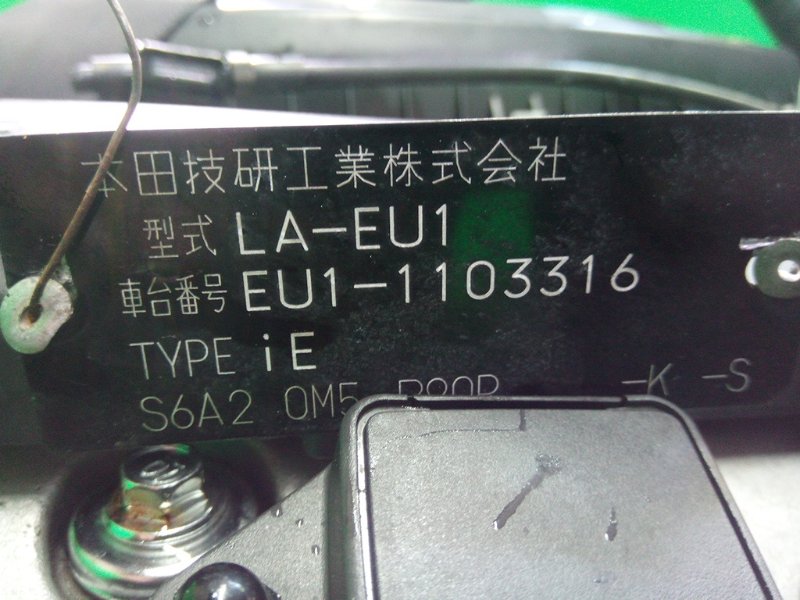 本田技研工業株式会社
型式 LA-EU1
車台番号 EU1-1103316
TYPE iE
S6A2 0M5 -K -S